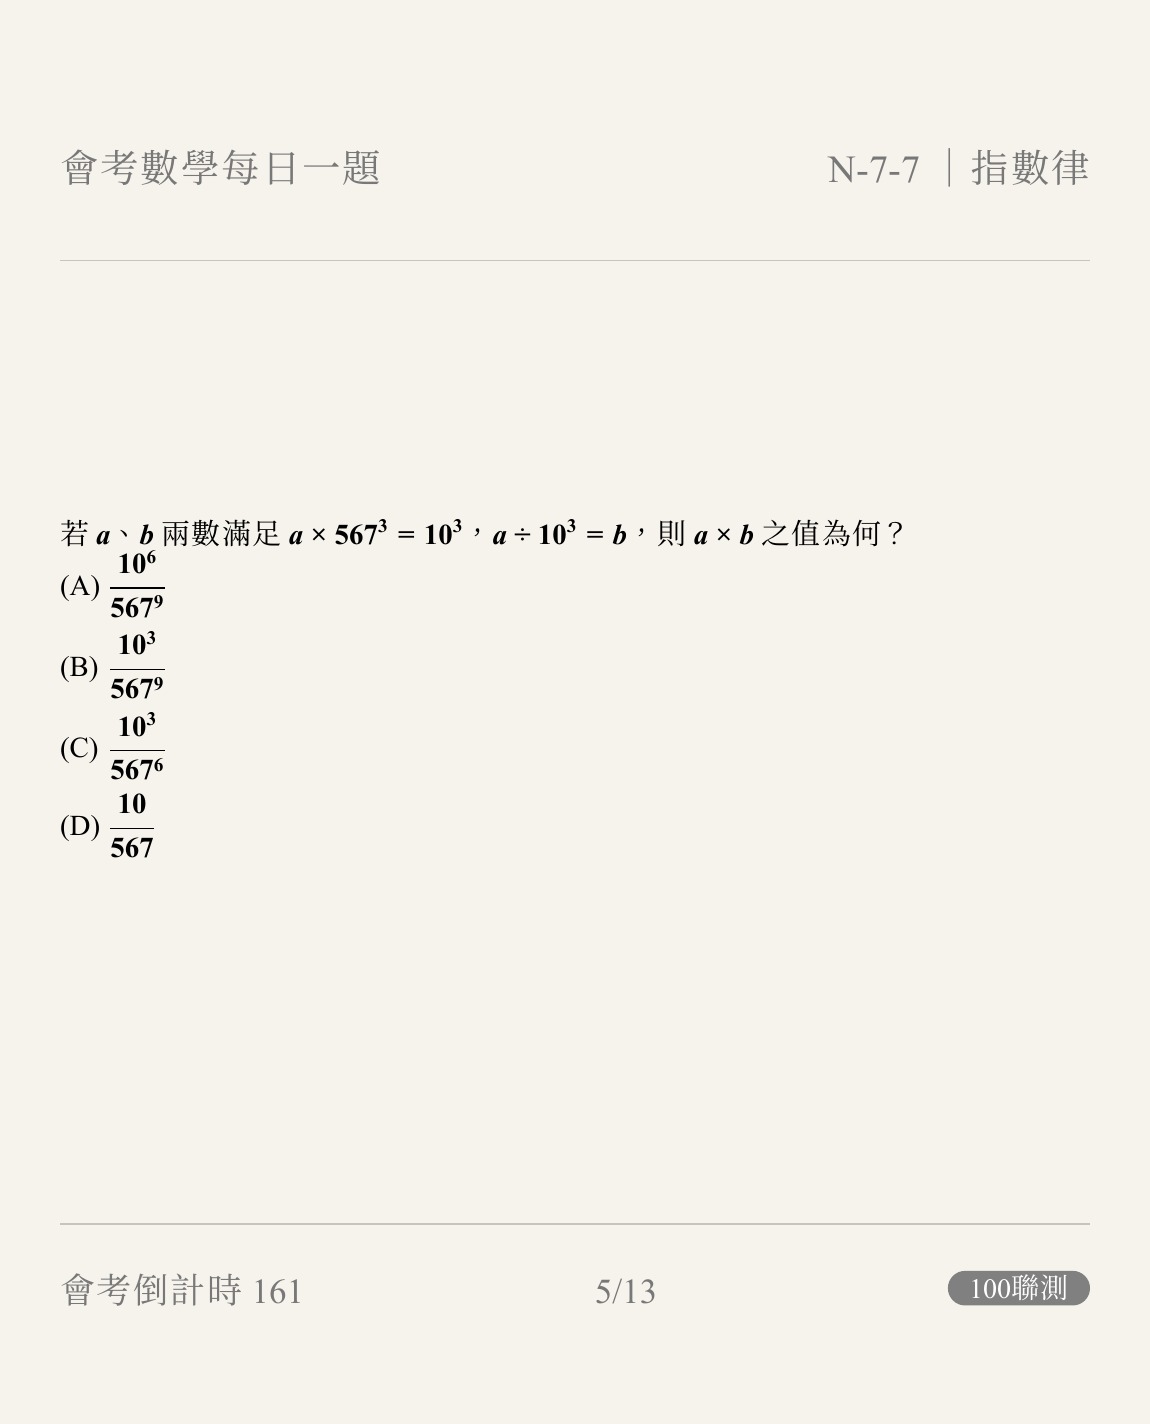 會考數學每日一題
N-7-7 ｜指數律
若 a、b 兩數滿足 a × 567³ = 10³，a ÷ 10³ = b，則 a × b 之值為何？
(A) 10⁶/567⁹
(B) 10³/567⁹
(C) 10³/567⁶
(D) 10/567
會考倒計時 161
5/13
100聯測